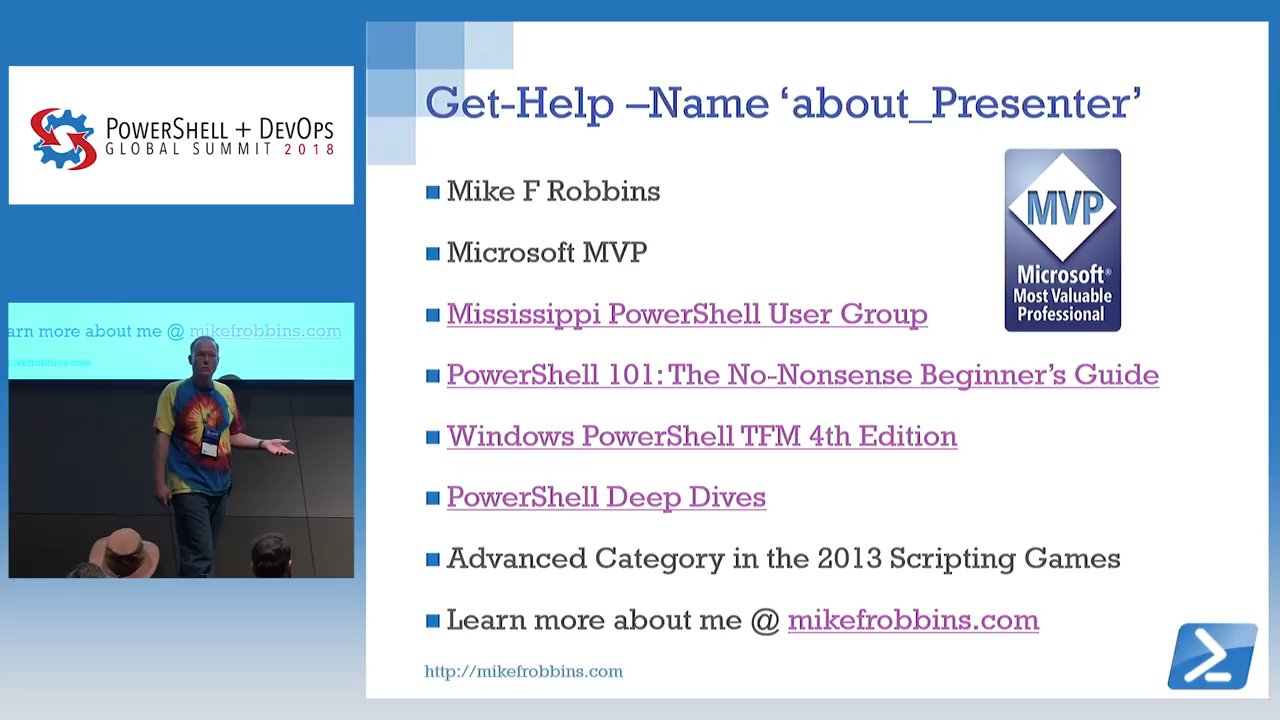 POWERSHELL + DEVOPS
GLOBAL SUMMIT 2018
Get-Help –Name ‘about_Presenter’
Mike F Robbins
Microsoft MVP
Mississippi PowerShell User Group
PowerShell 101: The No-Nonsense Beginner’s Guide
Windows PowerShell TFM 4th Edition
PowerShell Deep Dives
Advanced Category in the 2013 Scripting Games
Learn more about me @ mikefrobbins.com
http://mikefrobbins.com
MVP
Microsoft®
Most Valuable
Professional
arn more about me @ mikefrobbins.com
mikefrobbins.com